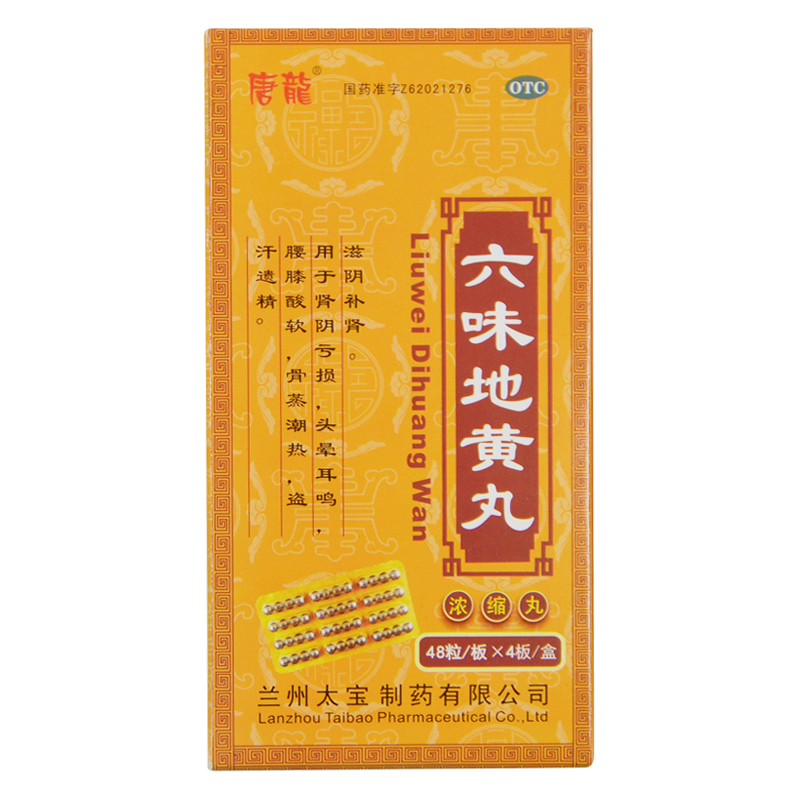 唐龍®
国药准字Z62021276
OTC
六味地黄丸
Liuwei Dihuang Wan
滋阴补肾。
用于肾阴亏损,头晕耳鸣,
腰膝酸软,骨蒸潮热,盗
汗遗精。
浓缩丸
48粒/板×4板/盒
兰州太宝制药有限公司
Lanzhou Taibao Pharmaceutical Co.,Ltd